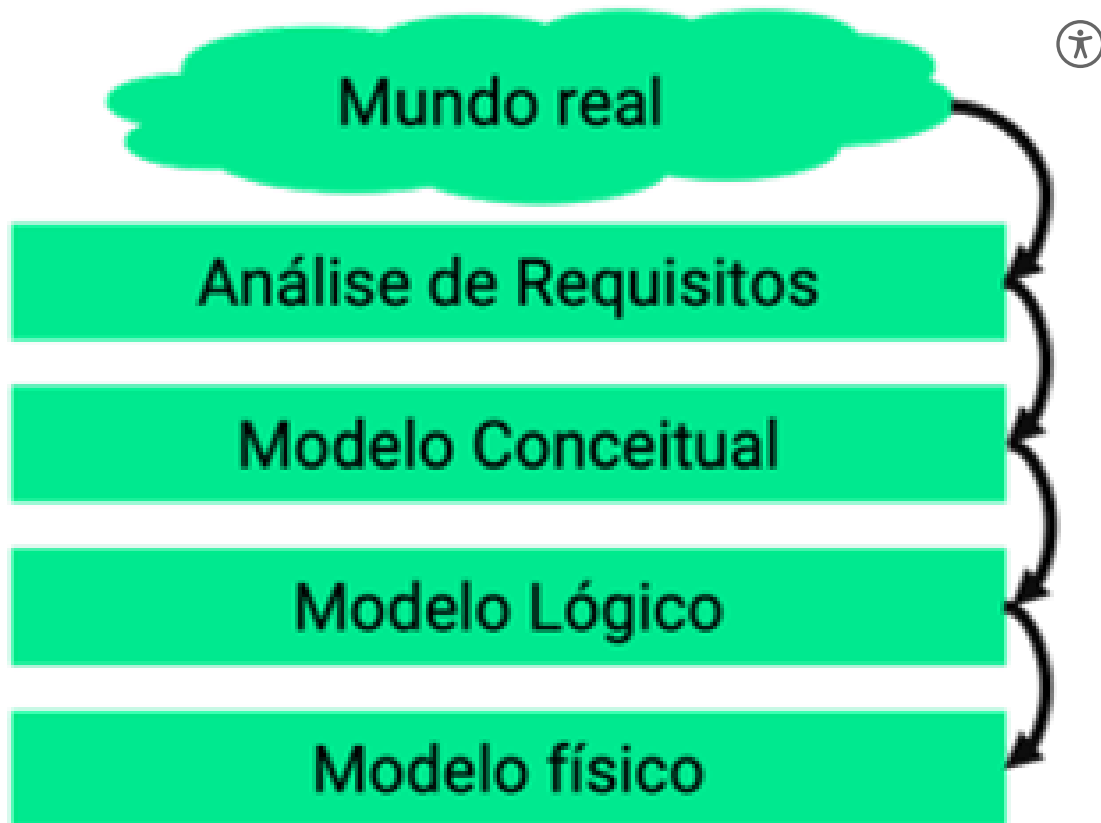 Mundo real
Análise de Requisitos
Modelo Conceitual
Modelo Lógico
Modelo físico